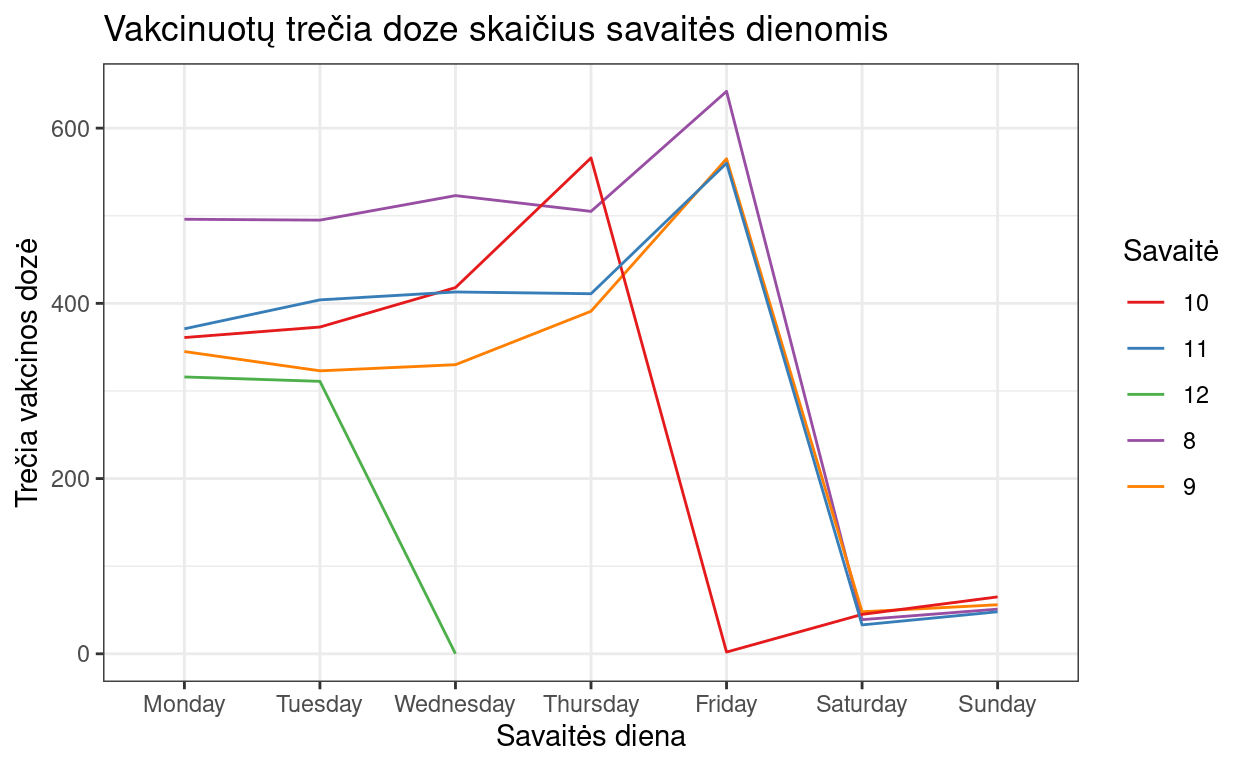 Vakcinuotų trečia doze skaičius savaitės dienomis
Trečia vakcinos dozė
600
400
200
0
Monday Tuesday Wednesday Thursday Friday Saturday Sunday
Savaitės diena
Savaitė
10
11
12
8
9